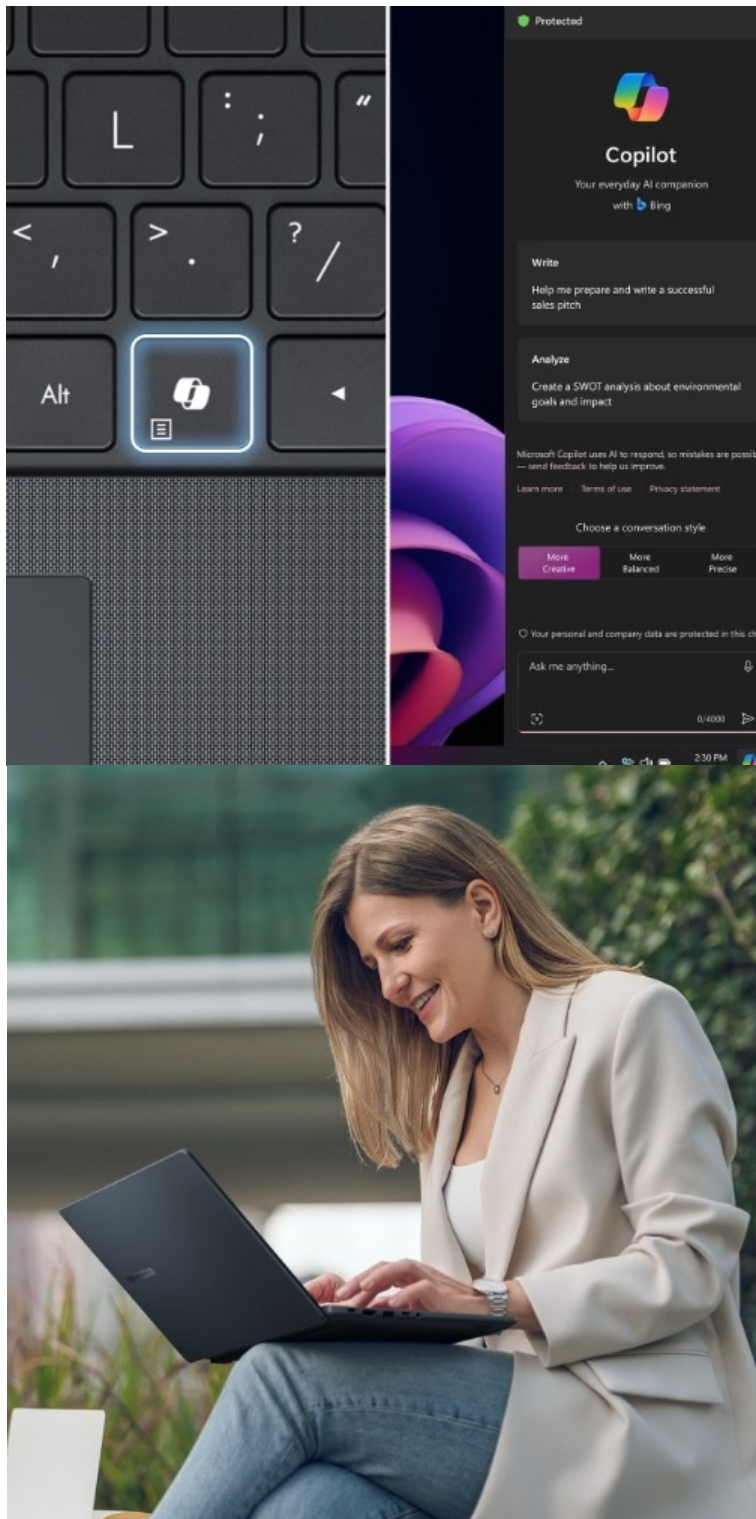 L
:
;
"
<
,
>
.
?
/
Alt
Protected
Copilot
Your everyday AI companion
with Bing
Write
Help me prepare and write a successful
sales pitch
Analyze
Create a SWOT analysis about environmental
goals and impact
Microsoft Copilot uses AI to respond, so mistakes are possib
— send feedback to help us improve.
Learn more
Terms of use
Privacy statement
Choose a conversation style
More
Creative
More
Balanced
More
Precise
Your personal and company data are protected in this ch
Ask me anything...
0/4000
2:30 PM